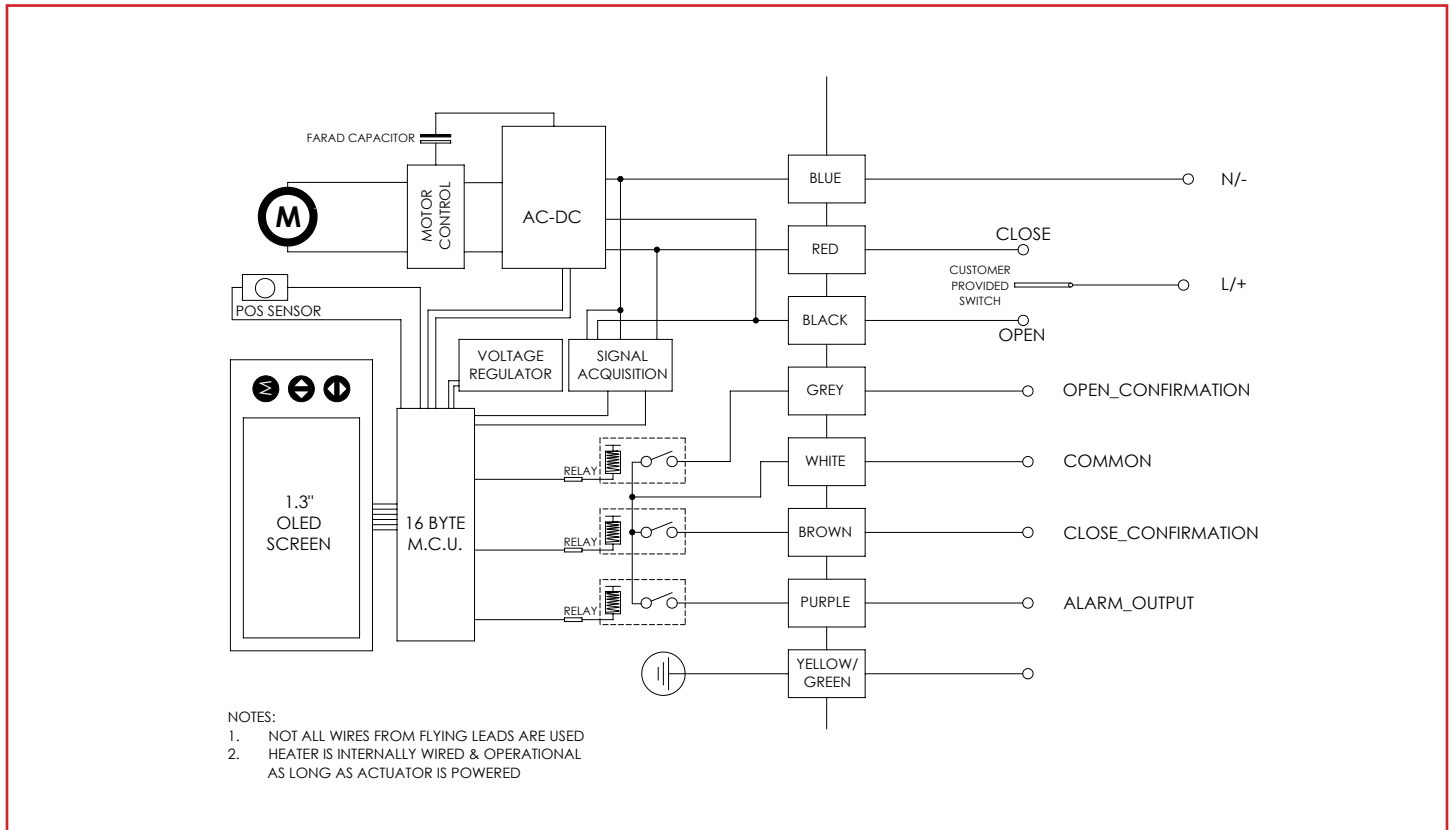 FARAD CAPACITOR
MOTOR
CONTROL
M
AC-DC
BLUE
N/-
RED
CLOSE
CUSTOMER
PROVIDED
SWITCH
L/+
BLACK
OPEN
POS SENSOR
VOLTAGE
REGULATOR
SIGNAL
ACQUISITION
GREY
OPEN_CONFIRMATION
M
RELAY
WHITE
COMMON
1.3"
OLED
SCREEN
16 BYTE
M.C.U.
RELAY
BROWN
CLOSE_CONFIRMATION
RELAY
PURPLE
ALARM_OUTPUT
YELLOW/
GREEN
NOTES:
1. NOT ALL WIRES FROM FLYING LEADS ARE USED
2. HEATER IS INTERNALLY WIRED & OPERATIONAL
AS LONG AS ACTUATOR IS POWERED